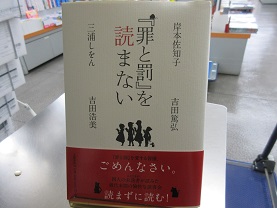 『罪と罰』を
読まない
岸本佐知子
吉田篤弘
三浦しをん
吉田浩美
ごめんなさい。
読まずに読む!